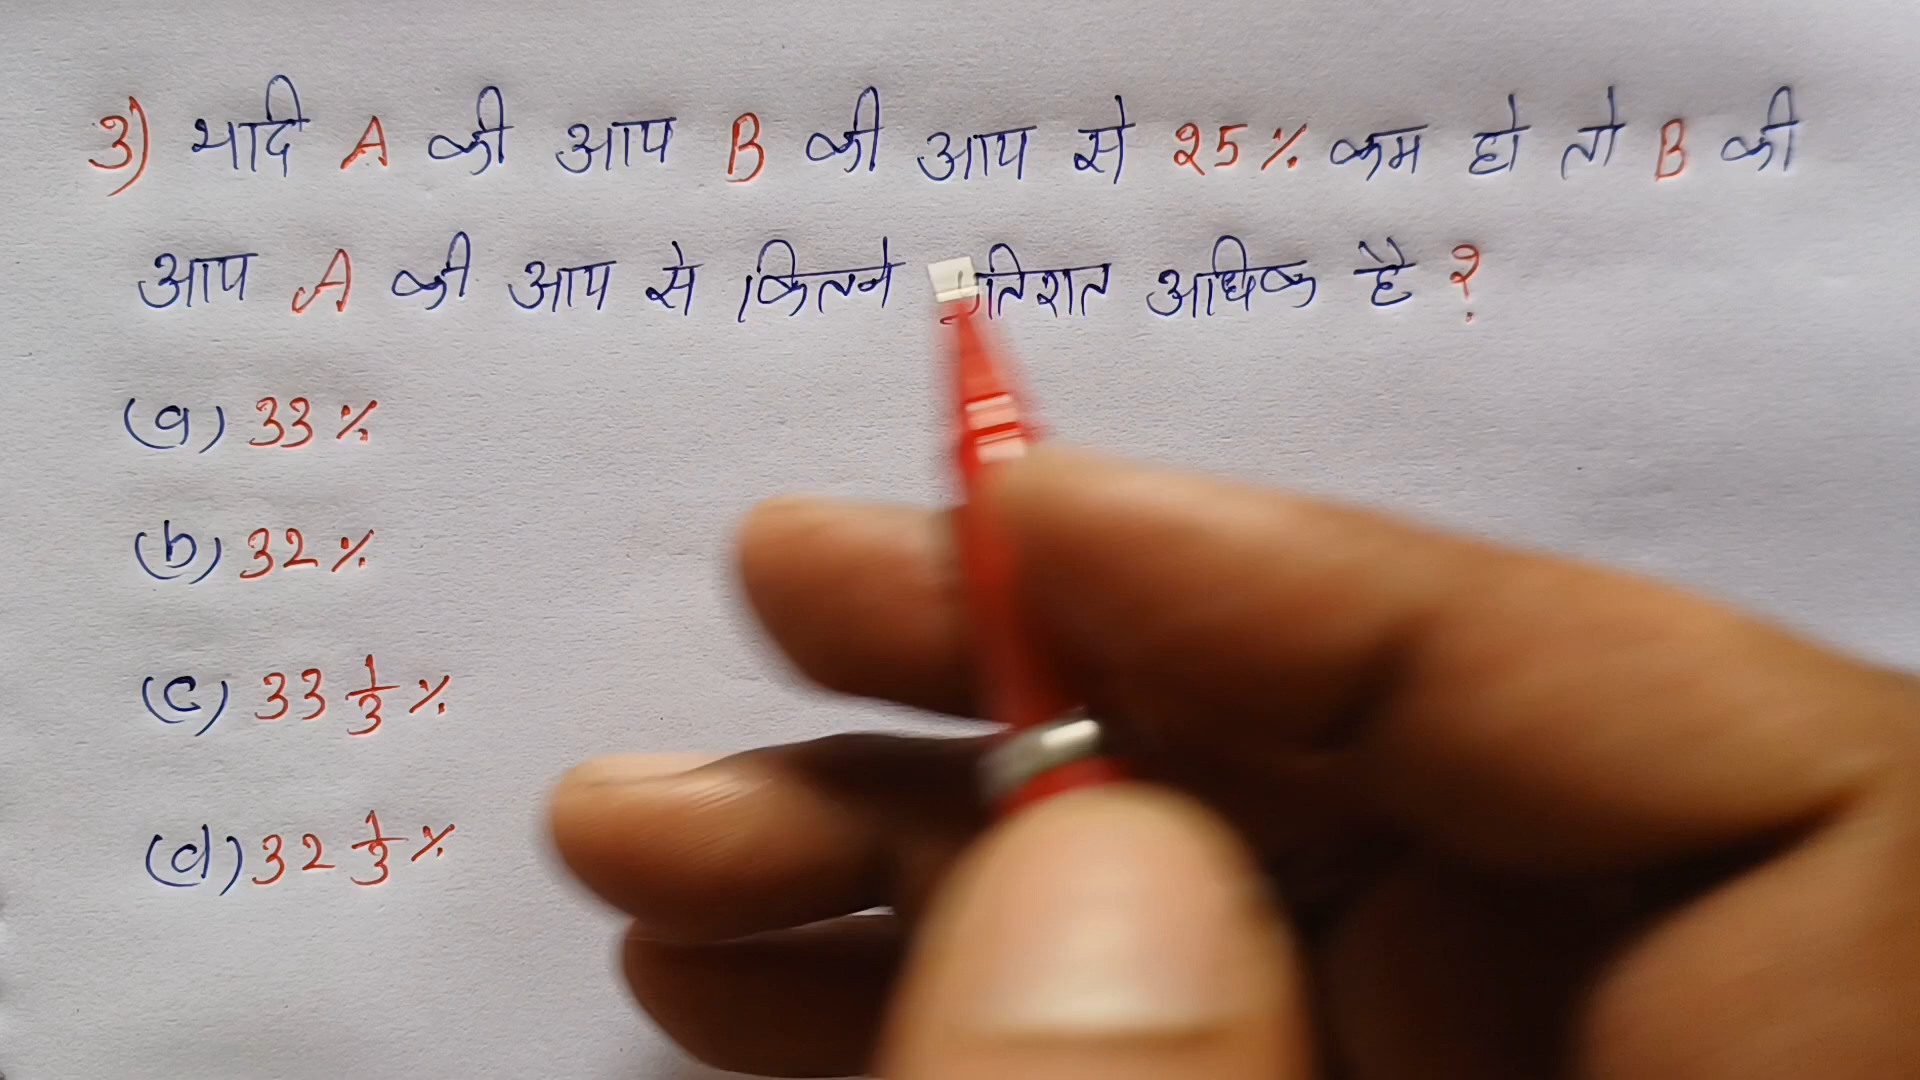 3) यदि A की आय B की आय से 25% कम हो तो B की
आय A की आय से कितने प्रतिशत अधिक है ?
(a) 33%
(b) 32%
(c) 33 1/3 %
(d) 32 1/3 %